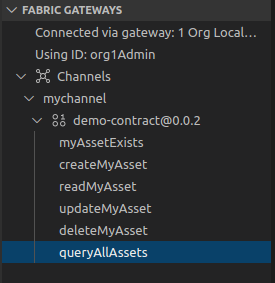 FABRIC GATEWAYS
Connected via gateway: 1 Org Local...
Using ID: org1Admin
Channels
mychannel
demo-contract@0.0.2
myAssetExists
createMyAsset
readMyAsset
updateMyAsset
deleteMyAsset
queryAllAssets